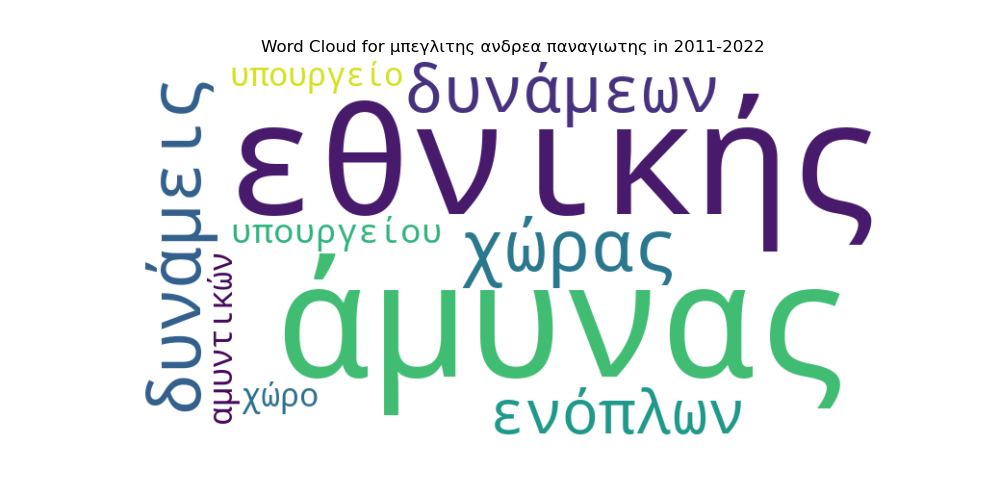 Word Cloud for μπεγλιτης ανδρεα παναγιωτης in 2011-2022
υπουργείο
δυνάμεων
δυνάμεις
εθνικής
υπουργείου
χώρας
αμυντικών
άμυνας
χώρο
ενόπλων